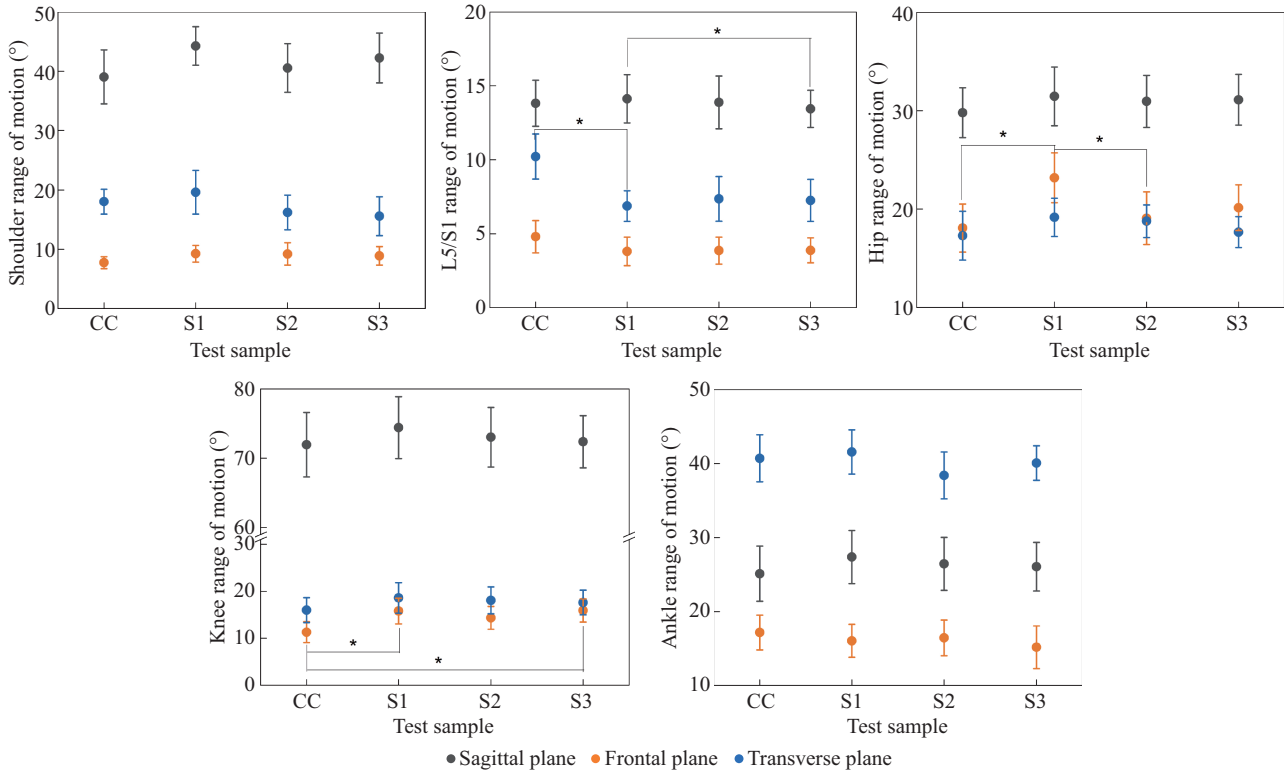 Shoulder range of motion (°)
50
40
30
20
10
0
CC S1 S2 S3
Test sample
L5/S1 range of motion (°)
20
15
10
5
0
*
*
CC S1 S2 S3
Test sample
Hip range of motion (°)
40
30
20
10
*
*
CC S1 S2 S3
Test sample
Knee range of motion (°)
80
70
60
30
20
10
0
*
*
CC S1 S2 S3
Test sample
Ankle range of motion (°)
50
40
30
20
10
CC S1 S2 S3
Test sample
Sagittal plane Frontal plane Transverse plane